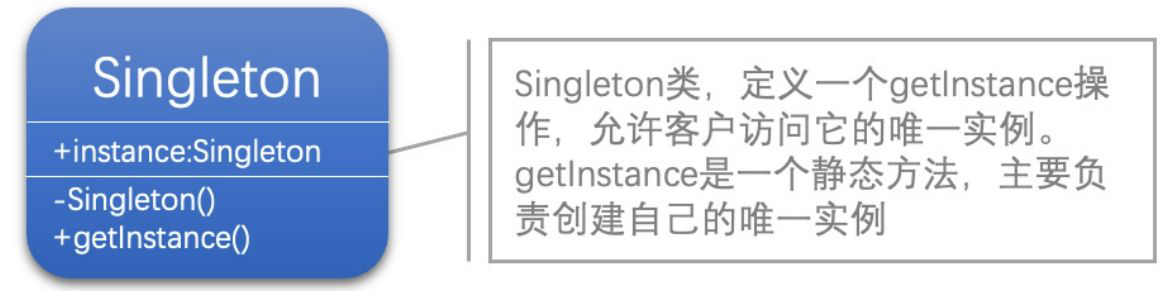 Singleton
+instance:Singleton
-Singleton()
+getInstance()
Singleton类，定义一个getInstance操
作，允许客户访问它的唯一实例。
getInstance是一个静态方法，主要负
责创建自己的唯一实例